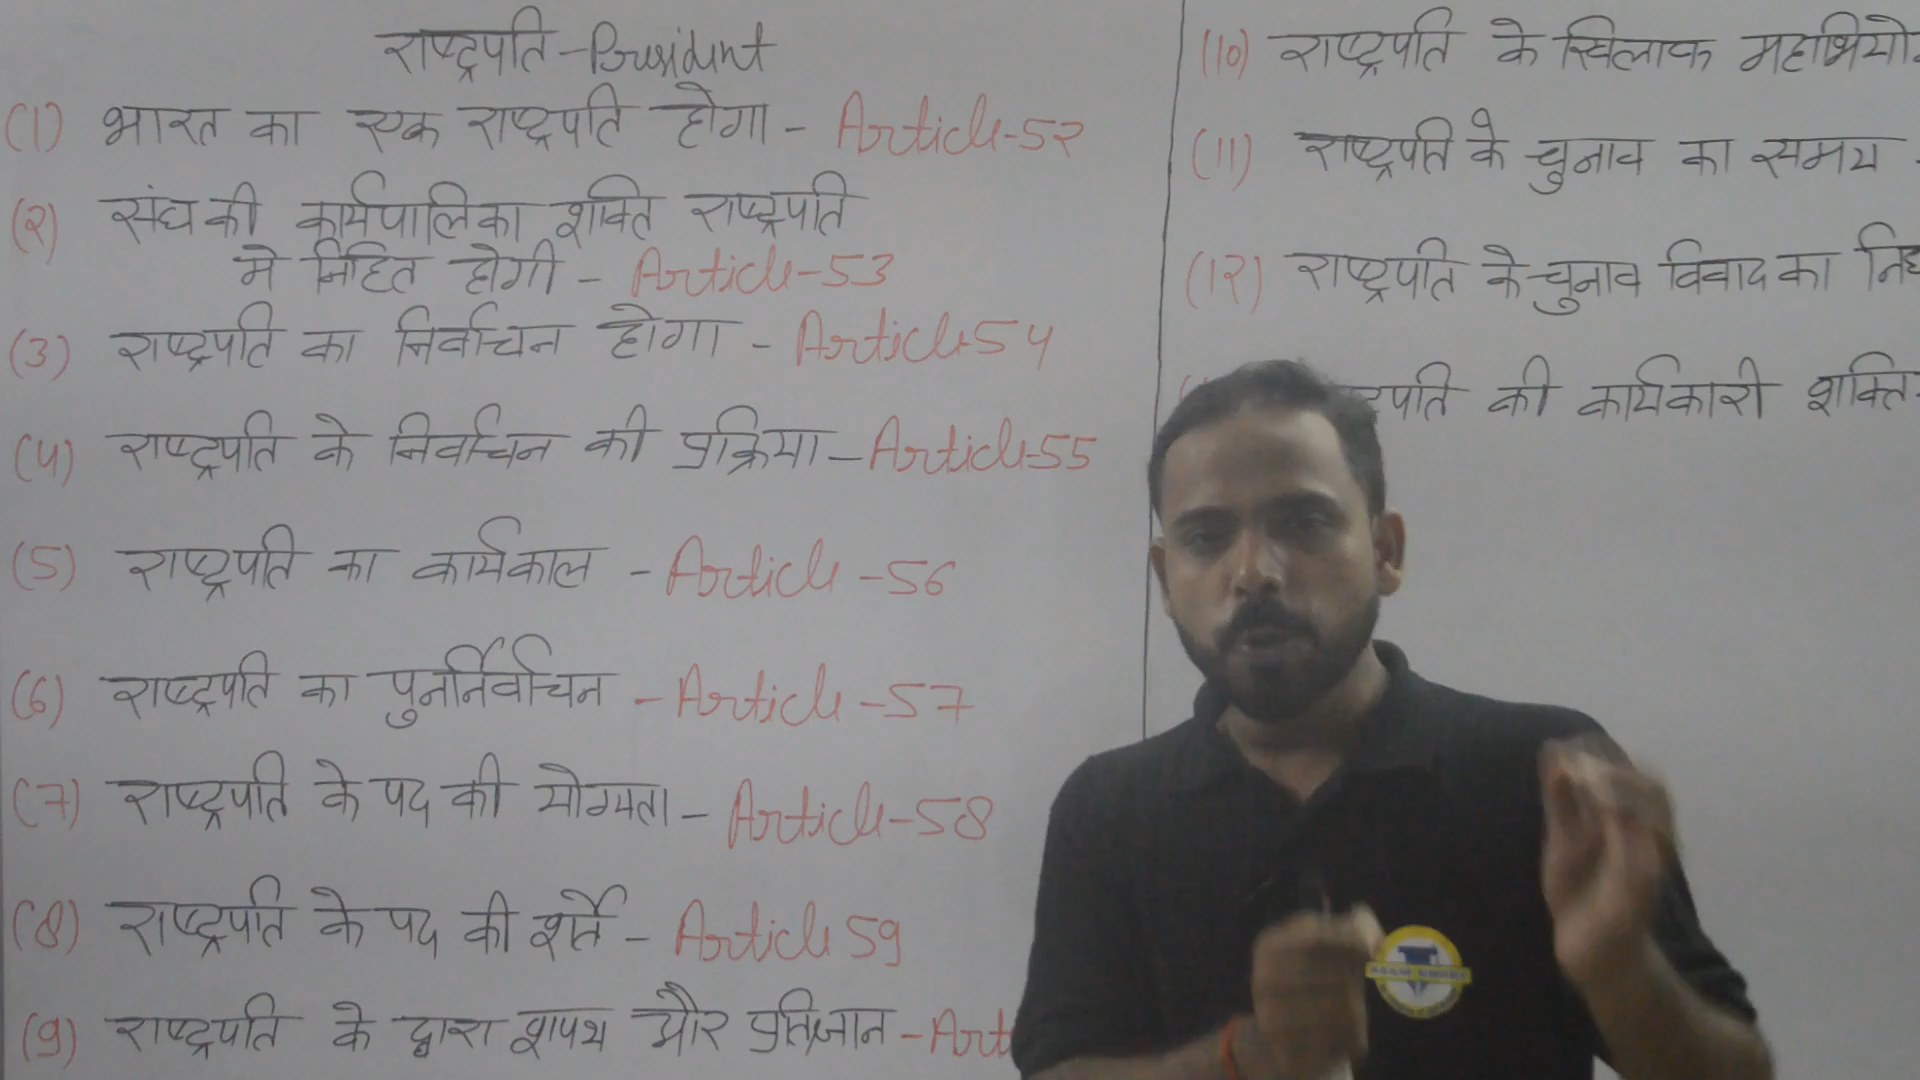 राष्ट्रपति - President
(1) भारत का एक राष्ट्रपति होगा - Article-52
(2) संघ की कार्यपालिका शक्ति राष्ट्रपति
मे निहित होगी - Article-53
(3) राष्ट्रपति का निर्वाचन होगा - Article 54
(4) राष्ट्रपति के निर्वाचन की प्रक्रिया - Article-55
(5) राष्ट्रपति का कार्यकाल - Article - 56
(6) राष्ट्रपति का पुनर्निर्वाचन - Article - 57
(7) राष्ट्रपति के पद की योग्यता - Article - 58
(8) राष्ट्रपति के पद की शर्ते - Article 59
(9) राष्ट्रपति के द्वारा शपथ और प्रतिज्ञान - Art
(10) राष्ट्रपति के खिलाफ महाभियो
(11) राष्ट्रपति के चुनाव का समय -
(12) राष्ट्रपति के चुनाव विवाद का
की कार्यकारी शक्ति -